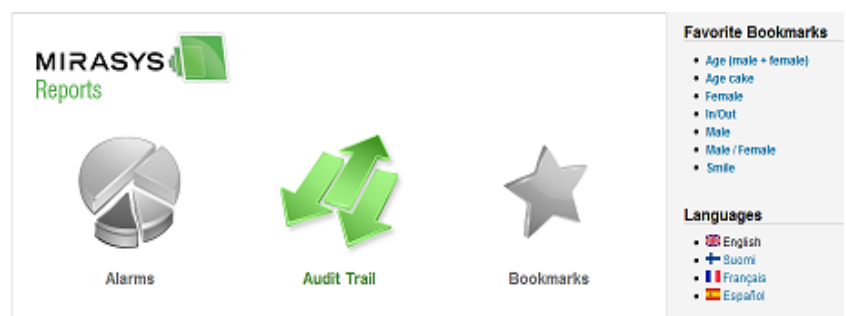 MIRASYS
Reports
Alarms
Audit Trail
Bookmarks
Favorite Bookmarks
Age (male + female)
Age cake
Female
In/Out
Male
Male / Female
Smile
Languages
English
Suomi
Français
Español